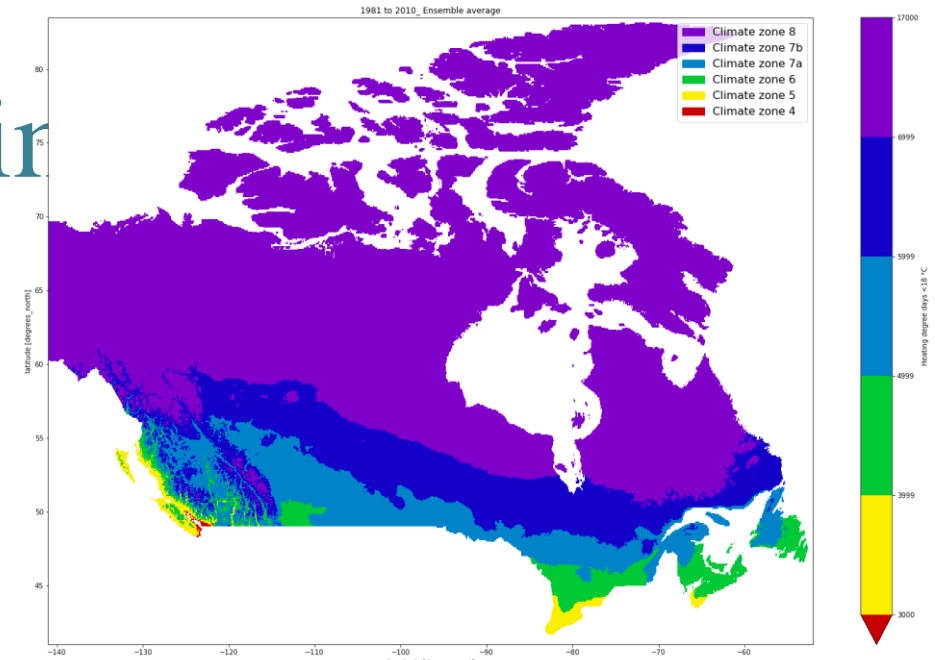 1981 to 2010_ Ensemble average
in
Climate zone 8
Climate zone 7b
Climate zone 7a
Climate zone 6
Climate zone 5
Climate zone 4
latitude [degrees_north]
80
75
70
65
60
55
50
45
−140
−130
−120
−110
−100
−90
−80
−70
−60
17000
6999
5999
4999
3999
3000
Heating degree days <18 °C